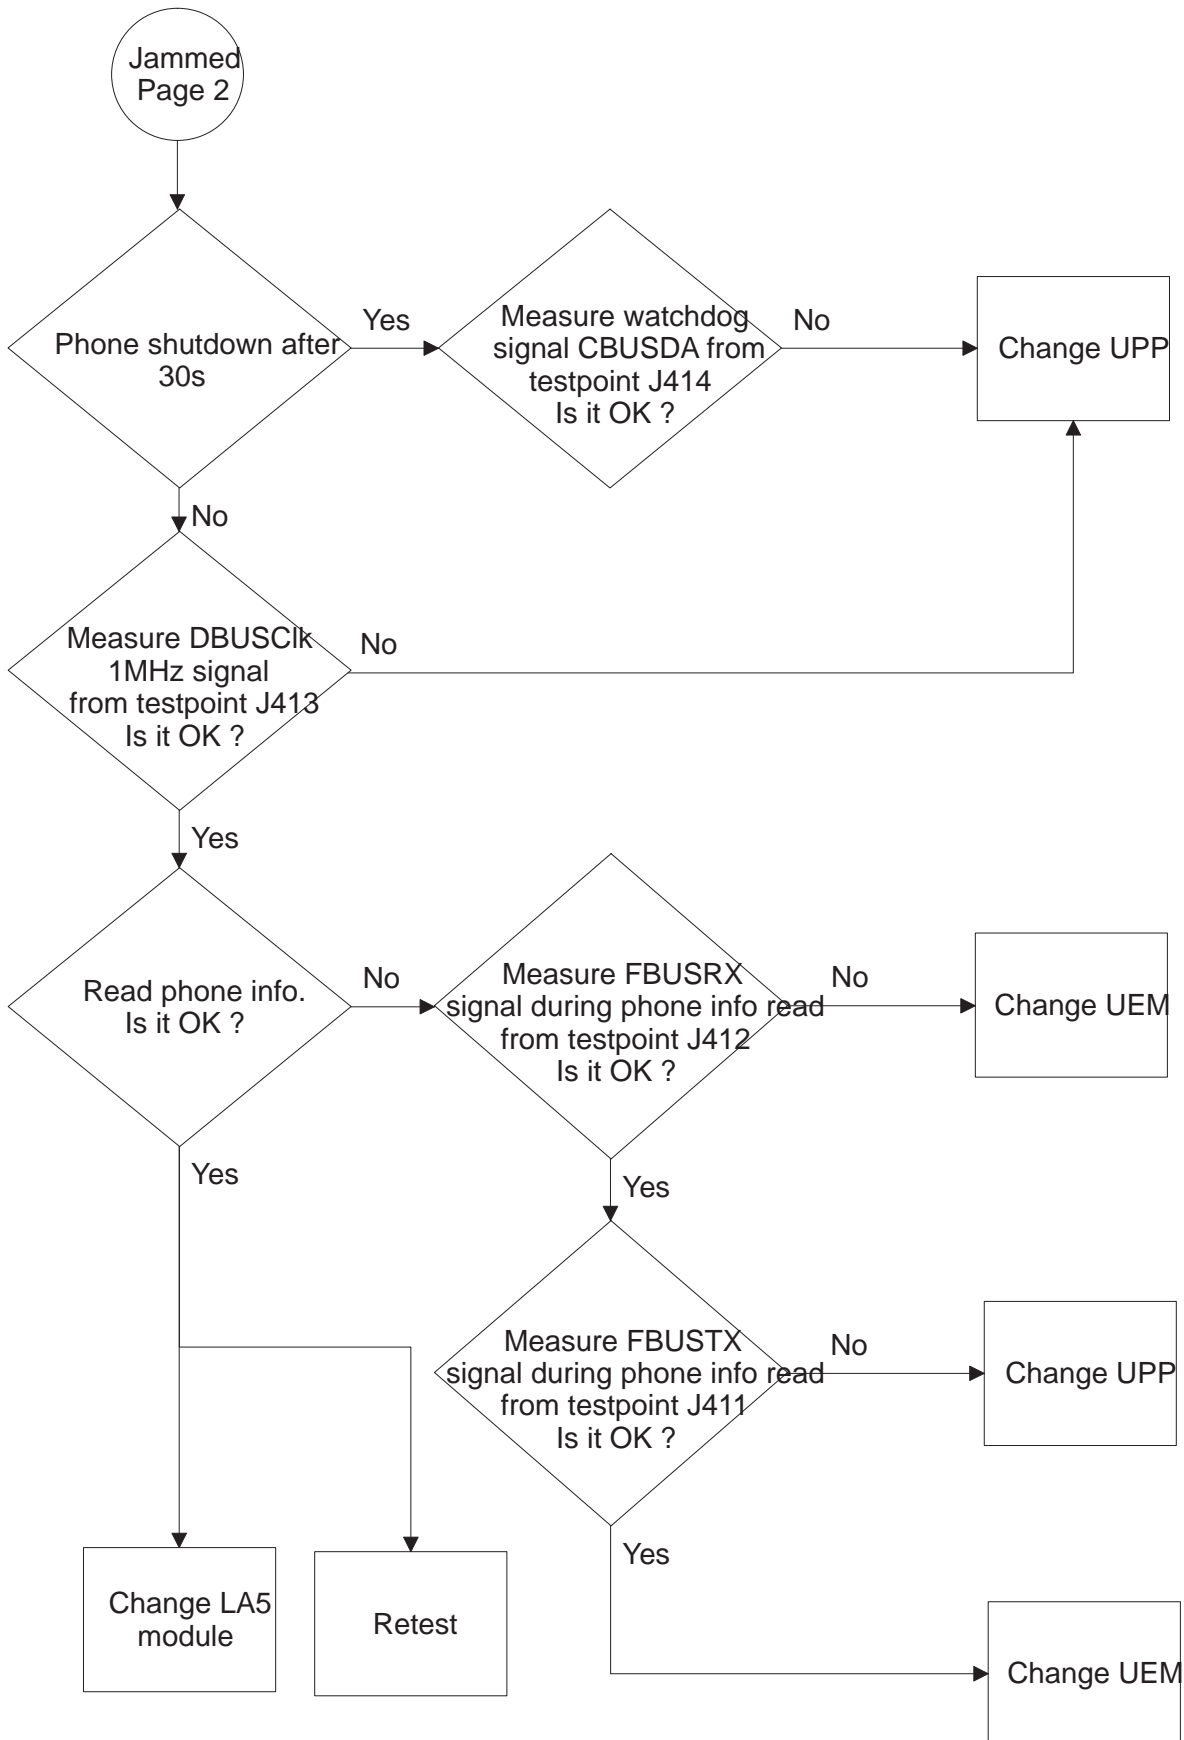 Jammed
Page 2
Phone shutdown after
30s
Yes
Measure watchdog
signal CBUSDA from
testpoint J414
Is it OK ?
No
Change UPP
No
Measure DBUSClk
1MHz signal
from testpoint J413
Is it OK ?
No
Yes
Read phone info.
Is it OK ?
No
Measure FBUSRX
signal during phone info read
from testpoint J412
Is it OK ?
No
Change UEM
Yes
Yes
Measure FBUSTX
signal during phone info read
from testpoint J411
Is it OK ?
No
Change UPP
Yes
Change LA5
module
Retest
Change UEM